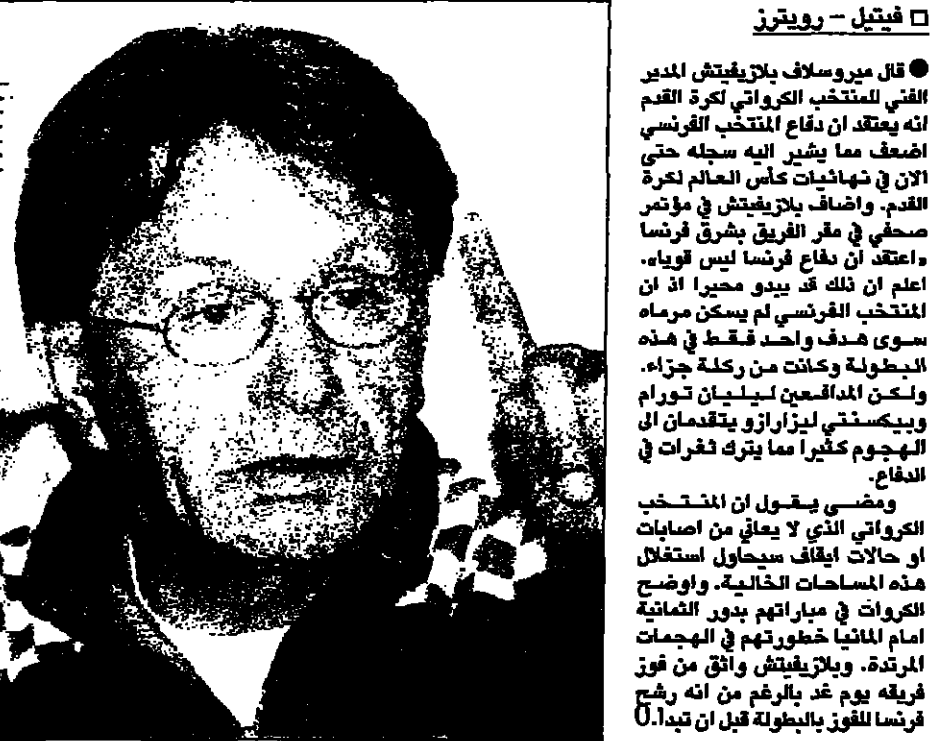 □ فيتيل – رويترز
● قال ميروسلاف بلازيفيتش المدير
الفني للمنتخب الكرواتي لكرة القدم
انه يعتقد ان دفاع المنتخب الفرنسي
اضعف مما يشير اليه سجله حتى
الان في نهائيات كأس العالم لكرة
القدم. واضاف بلازيفيتش في مؤتمر
صحفي في مقر الفريق بشرق فرنسا
«اعتقد ان دفاع فرنسا ليس قويا».
اعلم ان ذلك قد يبدو محيرا اذ ان
المنتخب الفرنسي لم يسكن مرماه
سوى هدف واحد فقط في هذه
البطولة وكانت من ركلة جزاء.
ولكن المدافعين ليليان تورام
وبيكسنتي ليزارازو يتقدمان الى
الهجوم كثيرا مما يترك ثغرات في
الدفاع.
ومضى يقول ان المنتخب
الكرواتي الذي لا يعاني من اصابات
او حالات ايقاف سيحاول استغلال
هذه المساحات الخالية. واوضح
الكروات في مباراتهم بدور الثمانية
امام المانيا خطورتهم في الهجمات
المرتدة. وبلازيفيتش واثق من فوز
فريقه يوم غد بالرغم من انه رشح
فرنسا للفوز بالبطولة قبل ان تبدأ.U